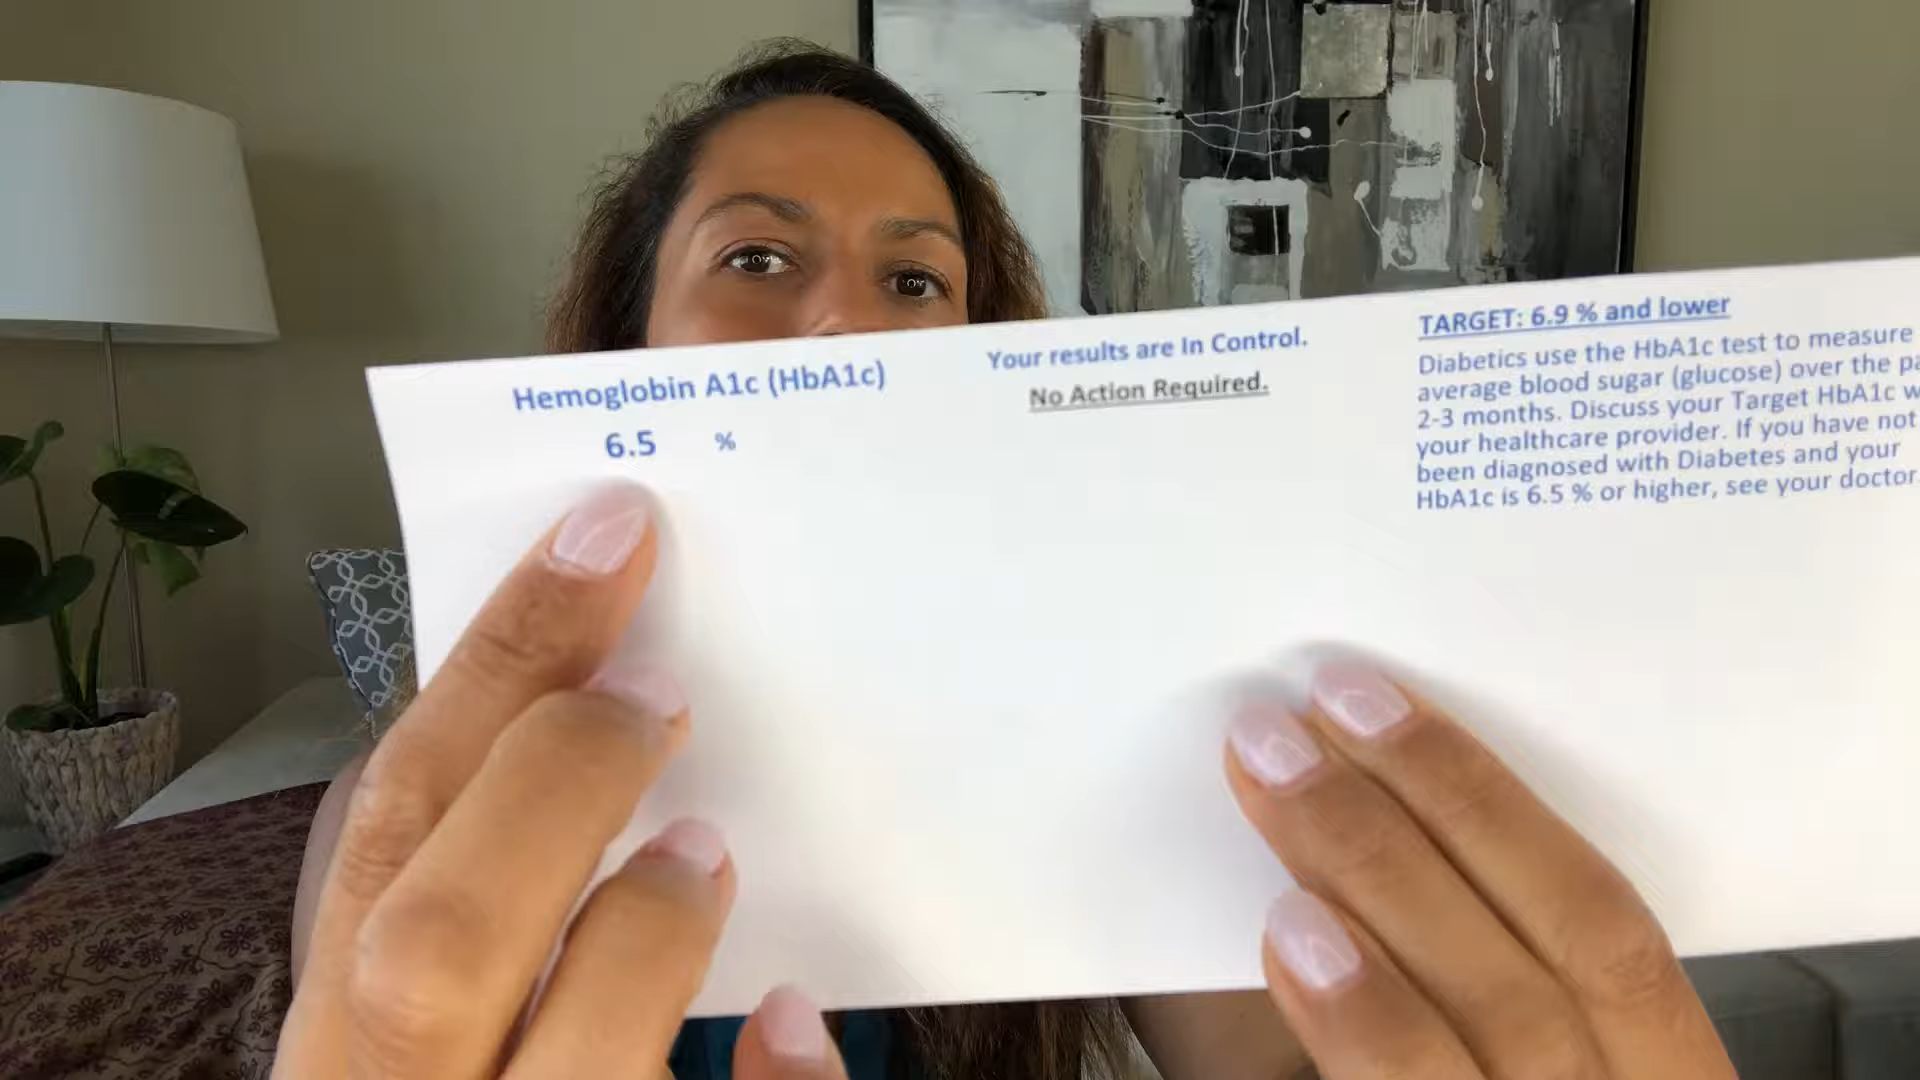 Hemoglobin A1c (HbA1c)
6.5 %
Your results are In Control.
No Action Required.
TARGET: 6.9 % and lower
Diabetics use the HbA1c test to measure
average blood sugar (glucose) over the
2-3 months. Discuss your Target HbA1c
your healthcare provider. If you have not
been diagnosed with Diabetes and your
HbA1c is 6.5 % or higher, see your doctor.